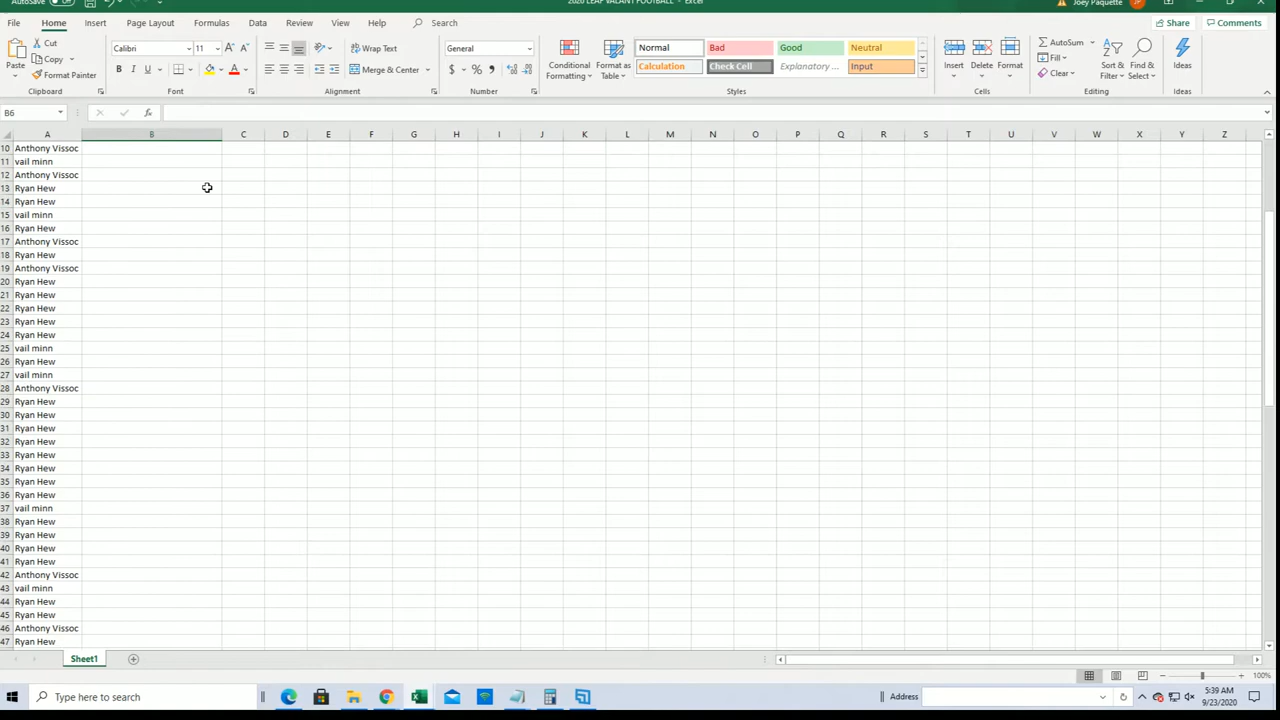 AutoSave Off 2020 LEAF VALANT FOOTBALL - Excel Joey Paquette JP
File Home Insert Page Layout Formulas Data Review View Help Search Share Comments
Paste Cut Copy Format Painter Clipboard
Calibri 11 A A B U A Font
Wrap Text Merge & Center Alignment
General $ % , Number
Conditional Formatting Format as Table Normal Bad Good Neutral
Calculation Check Cell Explanatory ... Input Styles
Insert Delete Format Cells
AutoSum Fill Clear Sort & Filter Find & Select Editing
Ideas Ideas
B6 fx
A B C D E F G H I J K L M N O P Q R S T U V W X Y Z
10 Anthony Vissoc
11 vail minn
12 Anthony Vissoc
13 Ryan Hew
14 Ryan Hew
15 vail minn
16 Ryan Hew
17 Anthony Vissoc
18 Ryan Hew
19 Anthony Vissoc
20 Ryan Hew
21 Ryan Hew
22 Ryan Hew
23 Ryan Hew
24 Ryan Hew
25 vail minn
26 Ryan Hew
27 vail minn
28 Anthony Vissoc
29 Ryan Hew
30 Ryan Hew
31 Ryan Hew
32 Ryan Hew
33 Ryan Hew
34 Ryan Hew
35 Ryan Hew
36 Ryan Hew
37 vail minn
38 Ryan Hew
39 Ryan Hew
40 Ryan Hew
41 Ryan Hew
42 Anthony Vissoc
43 vail minn
44 Ryan Hew
45 Ryan Hew
46 Anthony Vissoc
47 Ryan Hew
Sheet1
100%
Type here to search Address 5:39 AM
9/23/2020